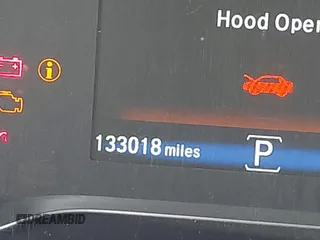 Hood Oper
133018 miles
P
DREAMBID